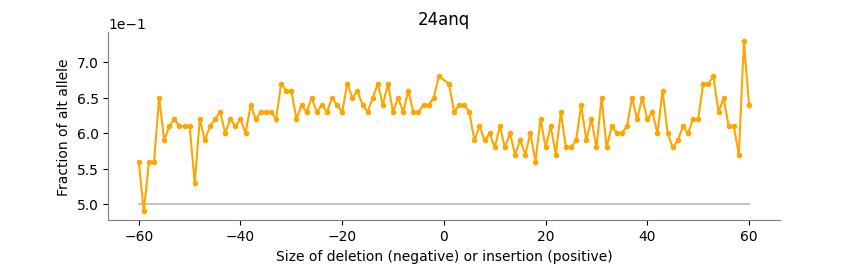 24anq
1e−1
7.0
6.5
6.0
5.5
5.0
Fraction of alt allele
−60 −40 −20 0 20 40 60
Size of deletion (negative) or insertion (positive)